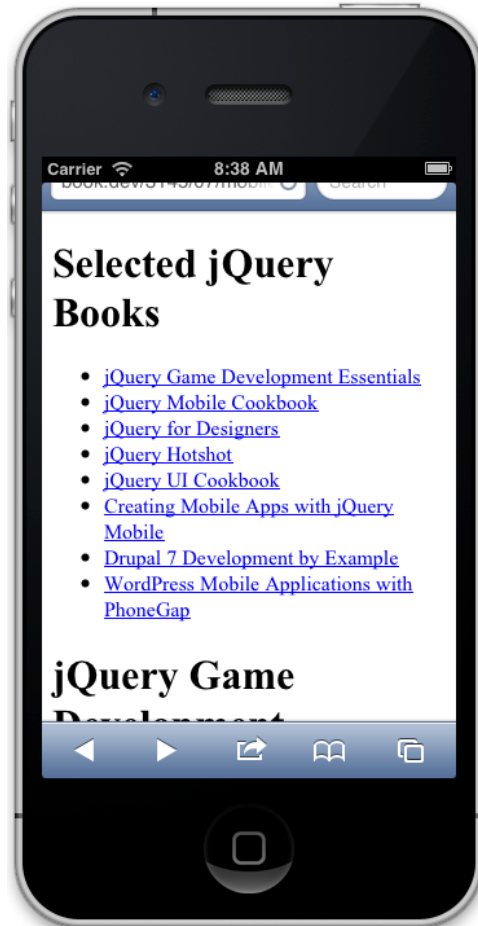 Carrier 8:38 AM
Search
Selected jQuery
Books
• jQuery Game Development Essentials
• jQuery Mobile Cookbook
• jQuery for Designers
• jQuery Hotshot
• jQuery UI Cookbook
• Creating Mobile Apps with jQuery
Mobile
• Drupal 7 Development by Example
• WordPress Mobile Applications with
PhoneGap
jQuery Game
Development